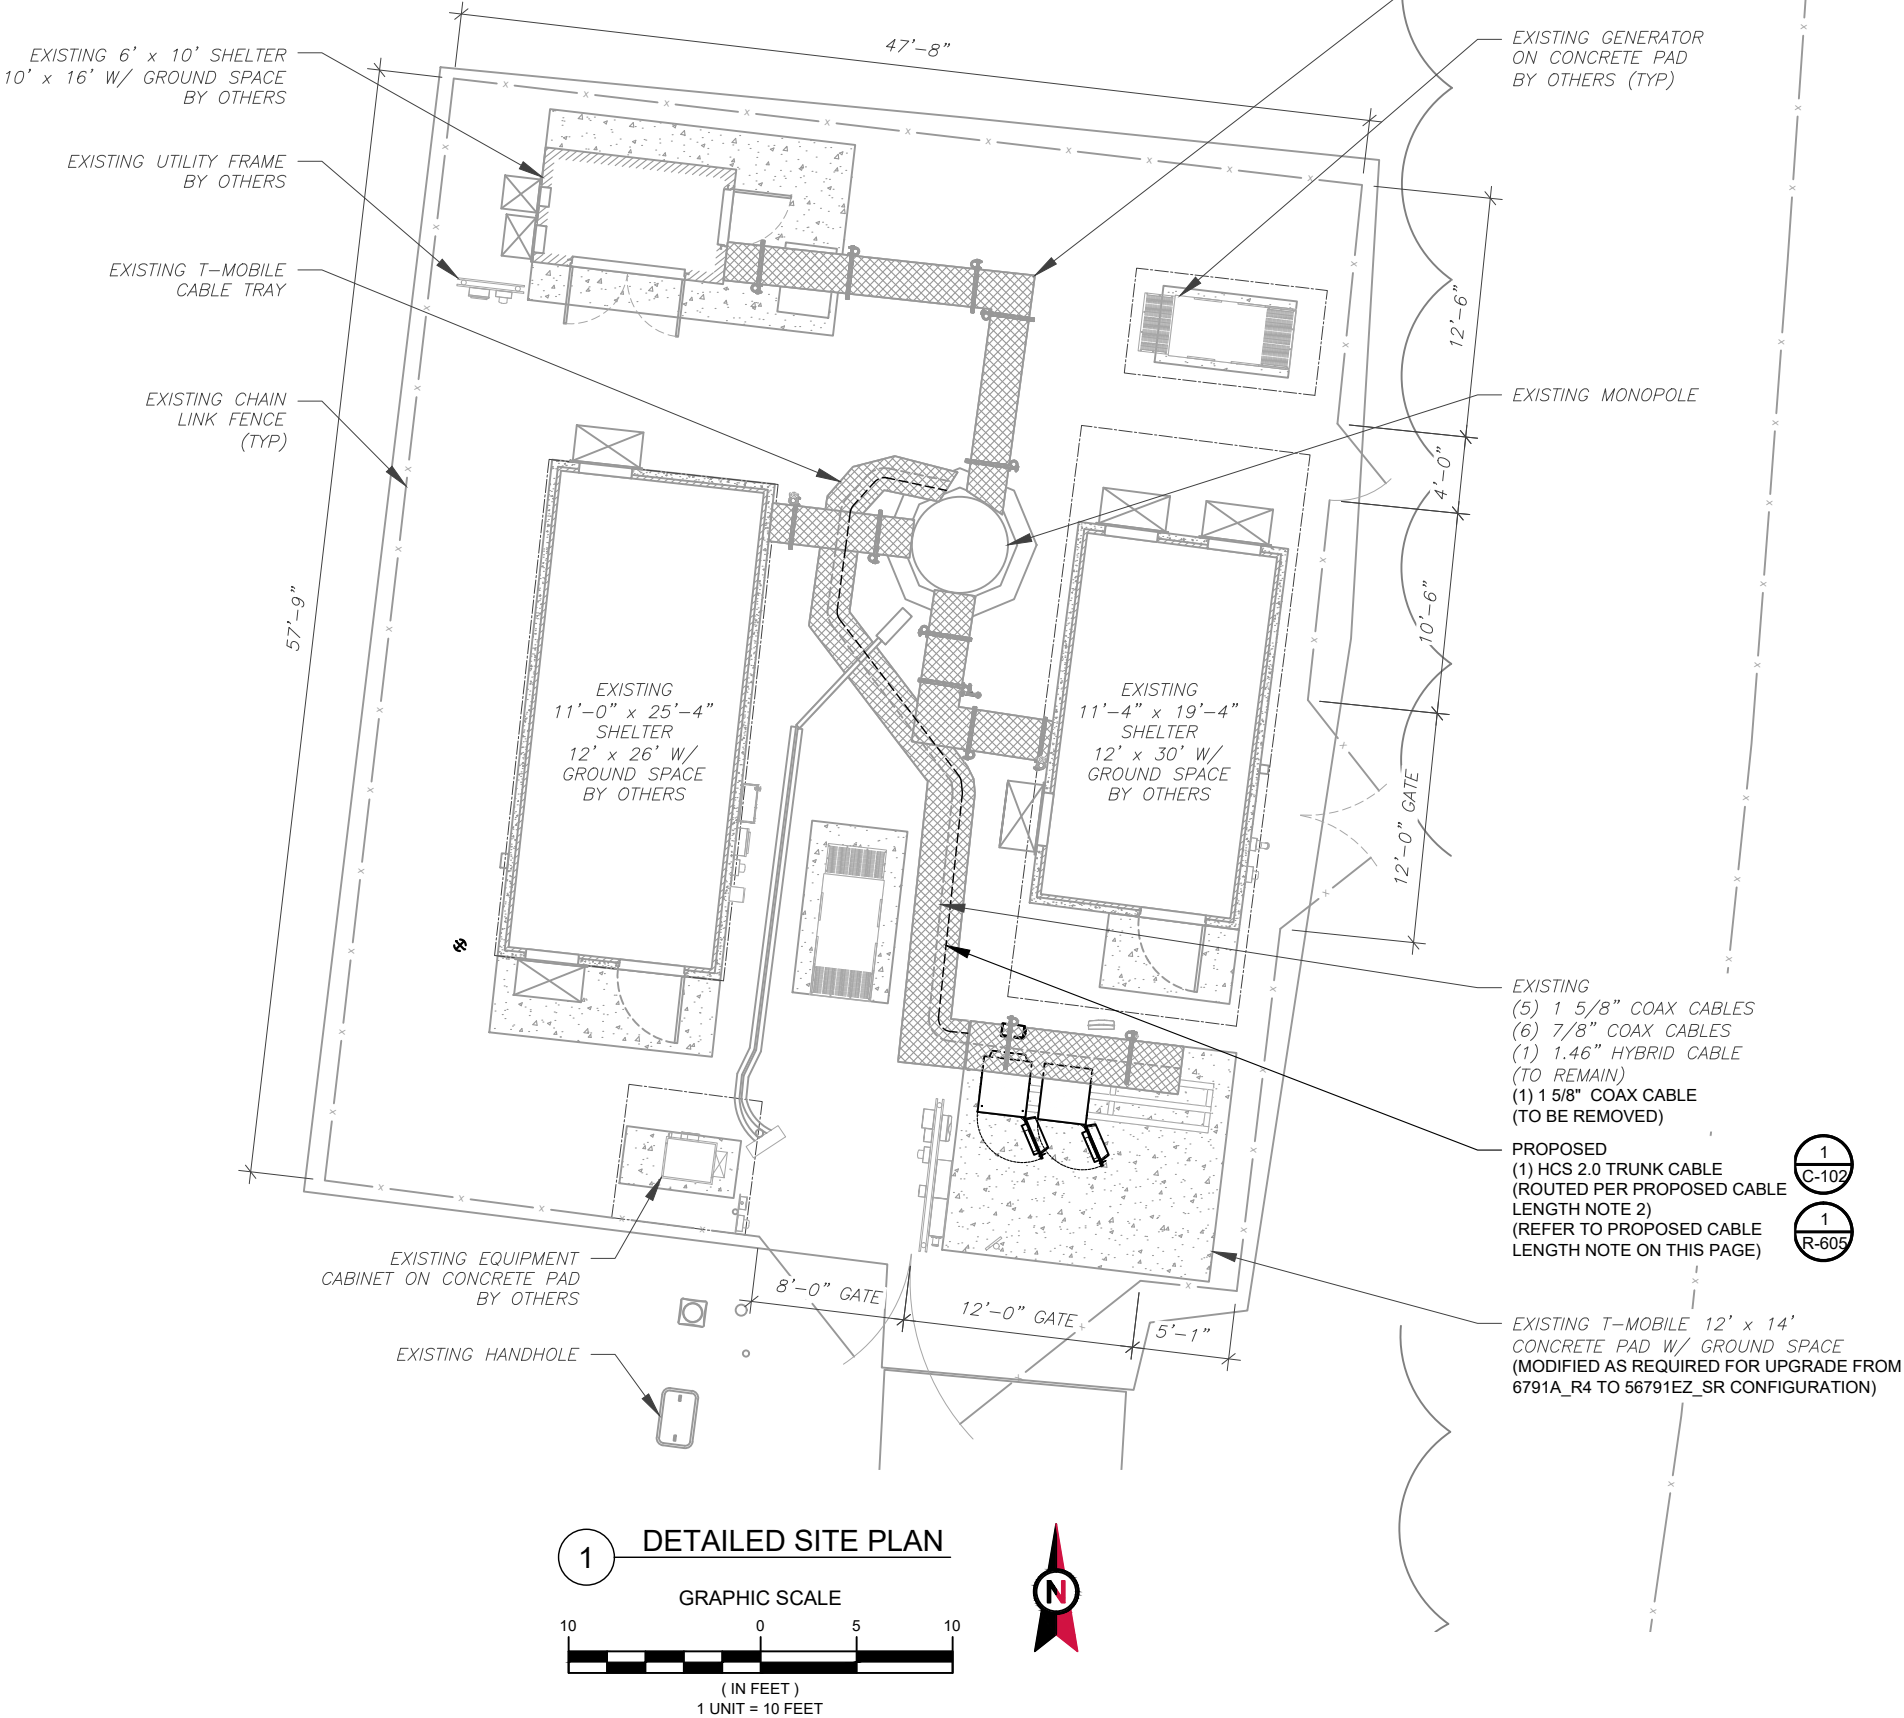 47'-8"
EXISTING 6' x 10' SHELTER
10' x 16' W/ GROUND SPACE
BY OTHERS
EXISTING GENERATOR
ON CONCRETE PAD
BY OTHERS (TYP)
EXISTING UTILITY FRAME
BY OTHERS
EXISTING T-MOBILE
CABLE TRAY
12'-6"
EXISTING CHAIN
LINK FENCE
(TYP)
EXISTING MONOPOLE
4'-0"
57'-9"
10'-6"
EXISTING
11'-0" x 25'-4"
SHELTER
12' x 26' W/
GROUND SPACE
BY OTHERS
EXISTING
11'-4" x 19'-4"
SHELTER
12' x 30' W/
GROUND SPACE
BY OTHERS
12'-0" GATE
EXISTING
(5) 1 5/8" COAX CABLES
(6) 7/8" COAX CABLES
(1) 1.46" HYBRID CABLE
(TO REMAIN)
(1) 1 5/8" COAX CABLE
(TO BE REMOVED)
PROPOSED
(1) HCS 2.0 TRUNK CABLE
(ROUTED PER PROPOSED CABLE
LENGTH NOTE 2)
(REFER TO PROPOSED CABLE
LENGTH NOTE ON THIS PAGE)
1
C-102
1
R-605
EXISTING EQUIPMENT
CABINET ON CONCRETE PAD
BY OTHERS
8'-0" GATE
12'-0" GATE
5'-1"
EXISTING T-MOBILE 12' x 14'
CONCRETE PAD W/ GROUND SPACE
(MODIFIED AS REQUIRED FOR UPGRADE FROM
6791A_R4 TO 56791EZ_SR CONFIGURATION)
EXISTING HANDHOLE
1
DETAILED SITE PLAN
N
GRAPHIC SCALE
10 0 5 10
( IN FEET )
1 UNIT = 10 FEET